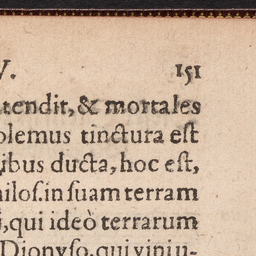 V. 151
tendit, & mortales
olemus tinctura est
ibus ducta, hoc est,
hilos. in suam terram
, qui ideò terrarum
Dionyso, qui vini u-